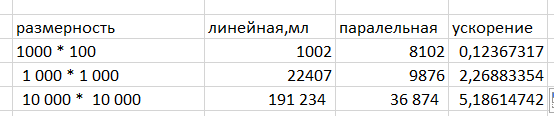 размерность линейная,мл паралельная ускорение
1000 * 100 1002 8102 0,12367317
1 000 * 1 000 22407 9876 2,26883354
10 000 * 10 000 191 234 36 874 5,18614742